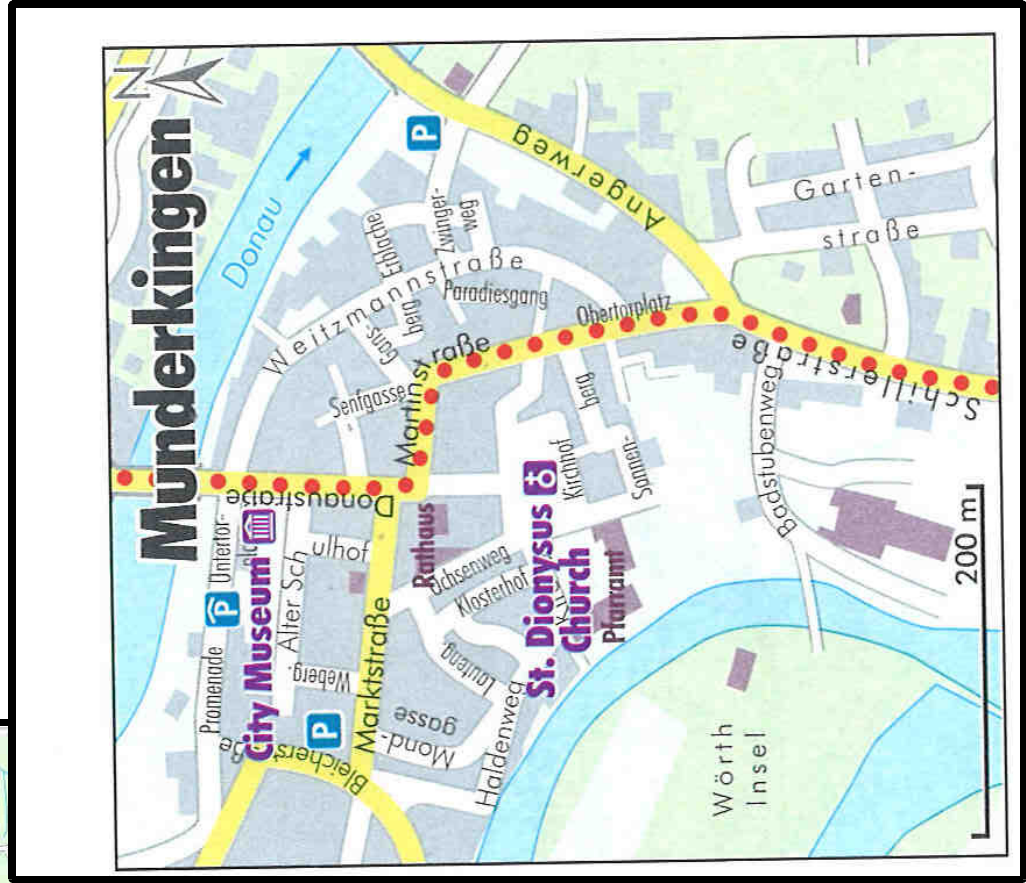 Munderkingen
N
Donau
P
Angerweg
Garten-
straße
Erblache
Zwinger-
weg
Weitzmannstraße
Paradiesgang
Gans-
berg
Obertorplatz
Senfgasse
Martinstraße
Schillerstraße
Donaustraße
Badstubenweg
Kirchhof
berg
Sonnen-
Untertor-
P
Promenade
City Museum
Alter Sch
ulhof
Weberg.
P
Bleicherstraße
Marktstraße
Rathaus
Ochsenweg
Klosterhof
St. Dionysus
Church
Pfarramt
Lauteng.
Mond-
gasse
Haldenweg
Wörth
Insel
200 m